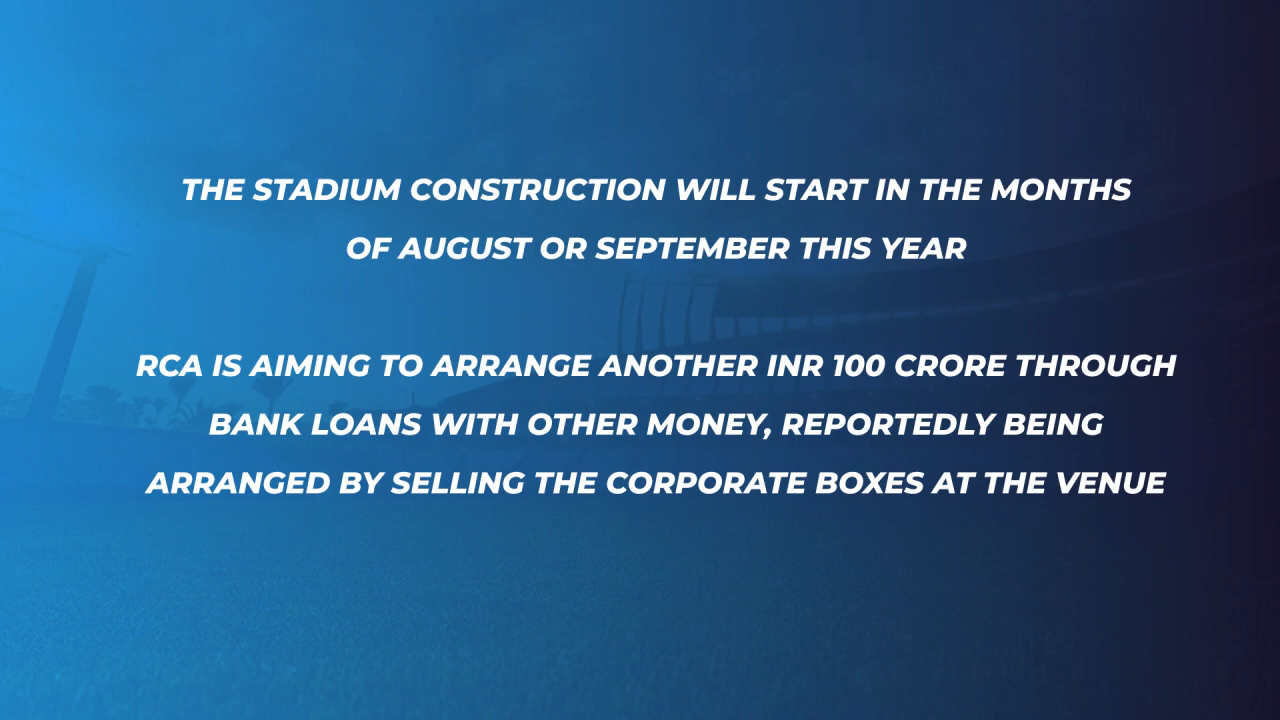 THE STADIUM CONSTRUCTION WILL START IN THE MONTHS
OF AUGUST OR SEPTEMBER THIS YEAR
RCA IS AIMING TO ARRANGE ANOTHER INR 100 CRORE THROUGH
BANK LOANS WITH OTHER MONEY, REPORTEDLY BEING
ARRANGED BY SELLING THE CORPORATE BOXES AT THE VENUE